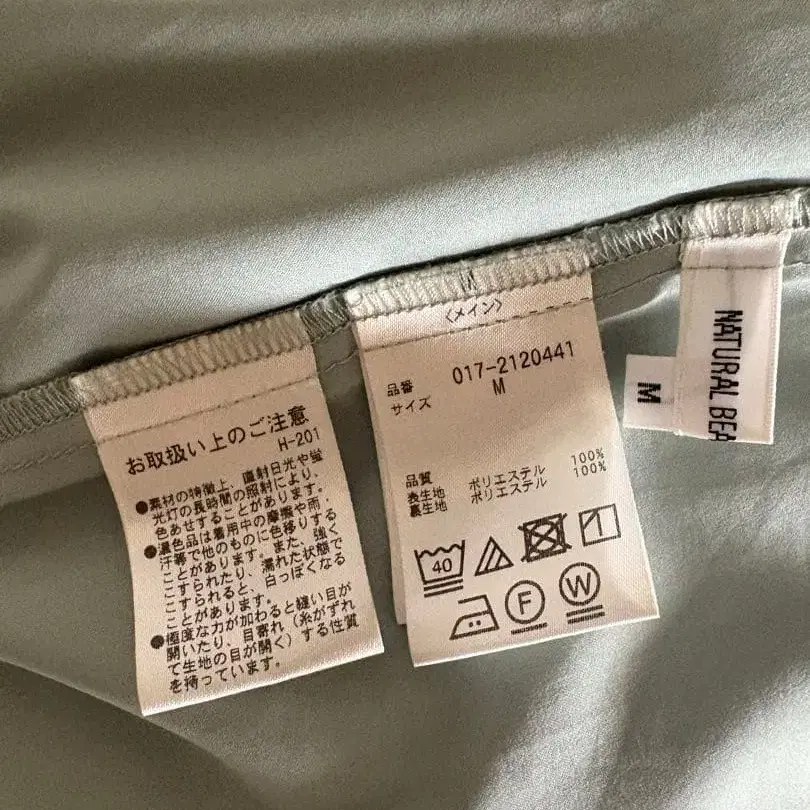 お取扱い上のご注意
H-201
●素材の特徴上、直射日光や蛍
光灯の長時間の照射により、
色あせすることがあります。
●濃色品は着用中の摩擦や雨、
汗等で他のものに色移りする
ことがあります。また、強く
こすられたり、濡れた状態で
こすられると、白っぽくなる
ことがあります。
●極度な力が加わると縫い目が
開いたり、目寄れ(糸がずれ
て生地の目が開く)する性質
を持っています。
M
〈メイン〉
品番 017-2120441
サイズ M
品質
表生地 ポリエステル 100%
裏生地 ポリエステル 100%
40
F
W
M
NATURAL BEA